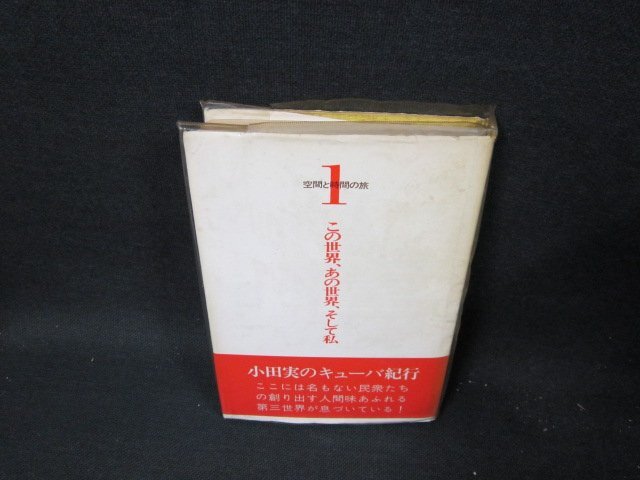 1
空間と時間の旅
この世界、あの世界、そして私
小田実のキューバ紀行
ここには名もない民衆たち
の創り出す人間味あふれる
第三世界が息づいている！